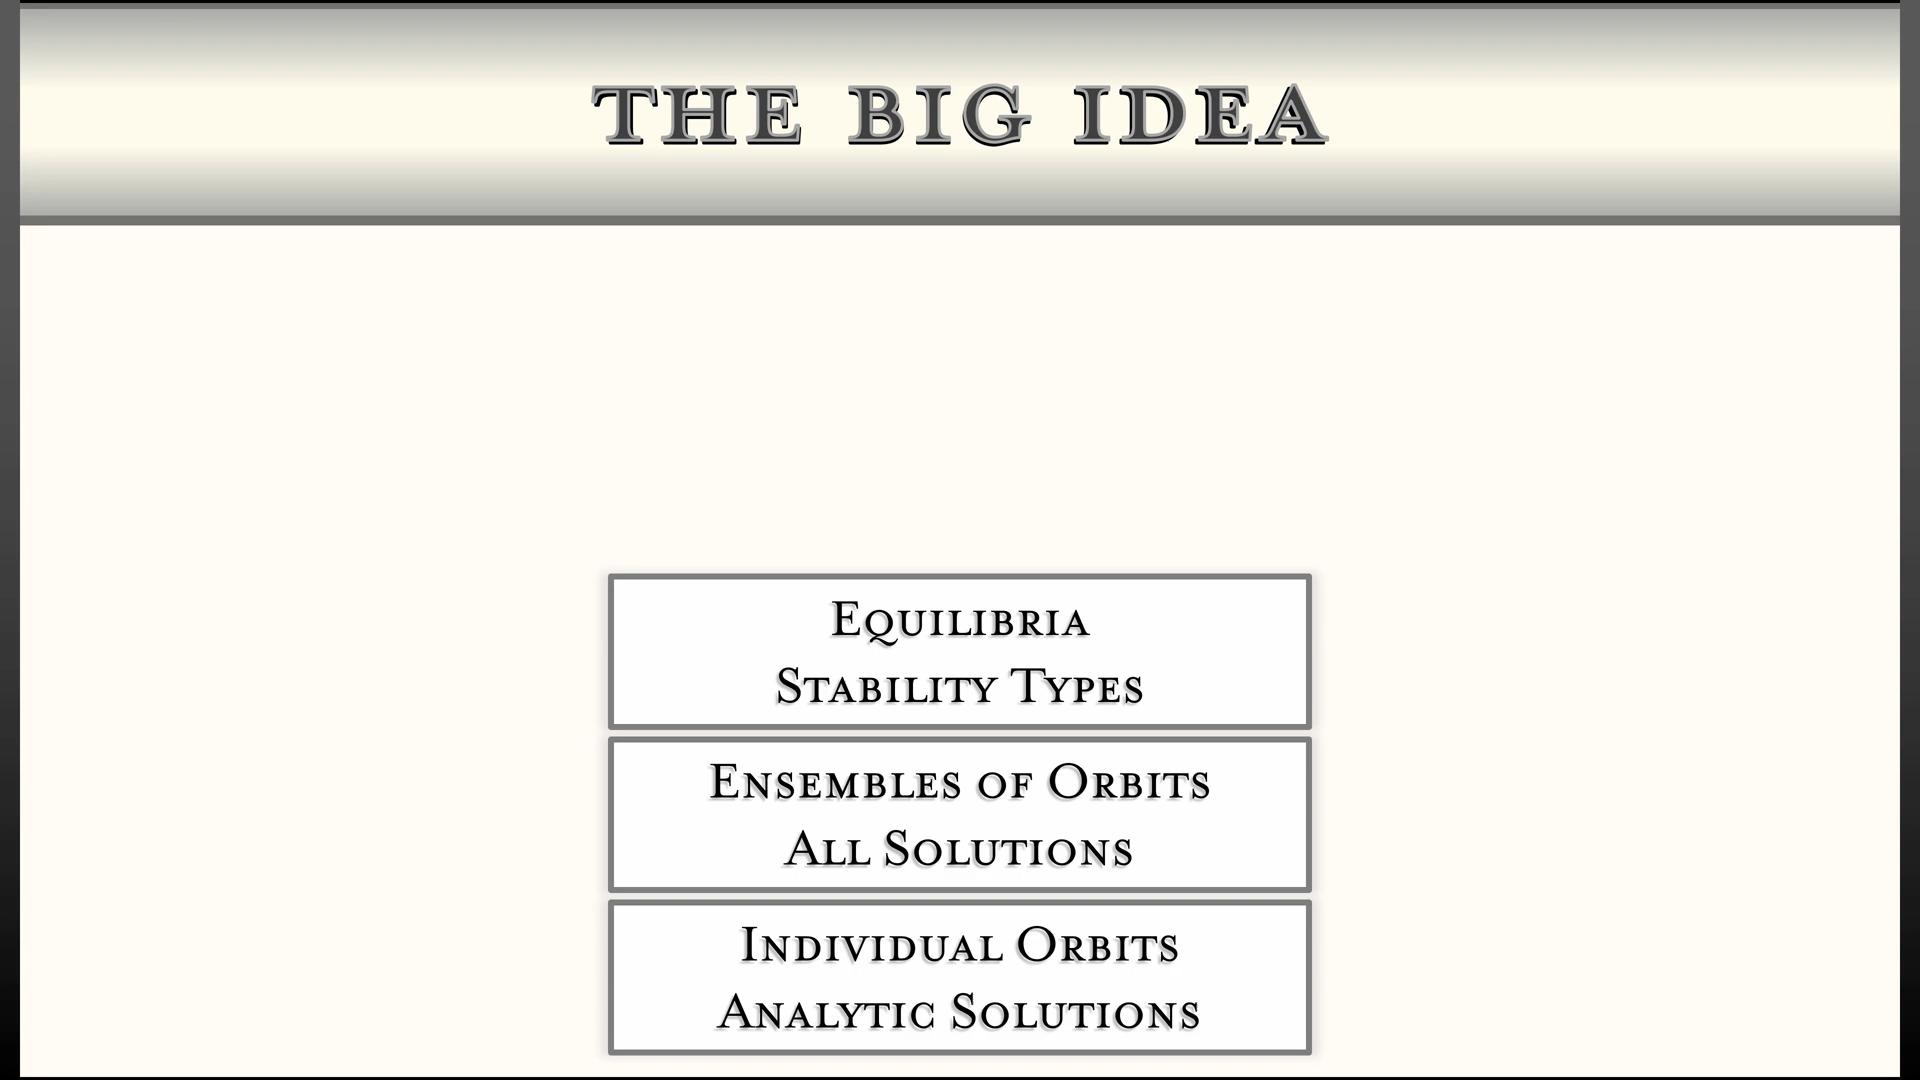 THE BIG IDEA
Equilibria
Stability Types
Ensembles of Orbits
All Solutions
Individual Orbits
Analytic Solutions